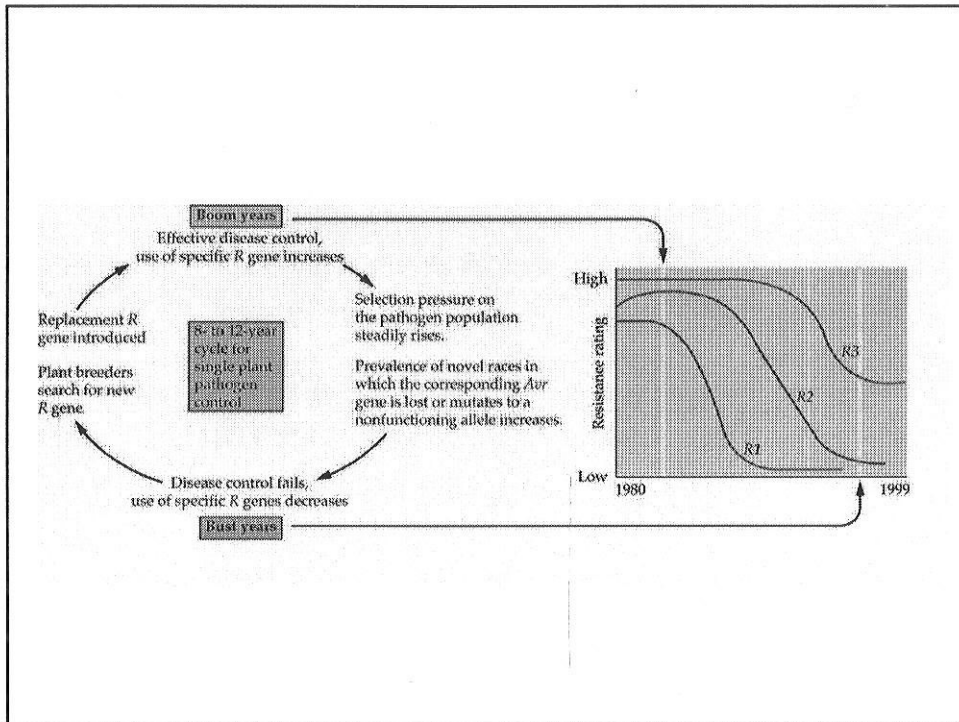 Boom years
Effective disease control,
use of specific R gene increases
Selection pressure on
the pathogen population
steadily rises.
Prevalence of novel races in
which the corresponding Avr
gene is lost or mutates to a
nonfunctioning allele increases.
Disease control fails,
use of specific R genes decreases
Bust years
Plant breeders
search for new
R gene.
Replacement R
gene introduced
8- to 12-year
cycle for
single plant
pathogen
control
High
Resistance rating
Low
1980
1999
R1
R2
R3